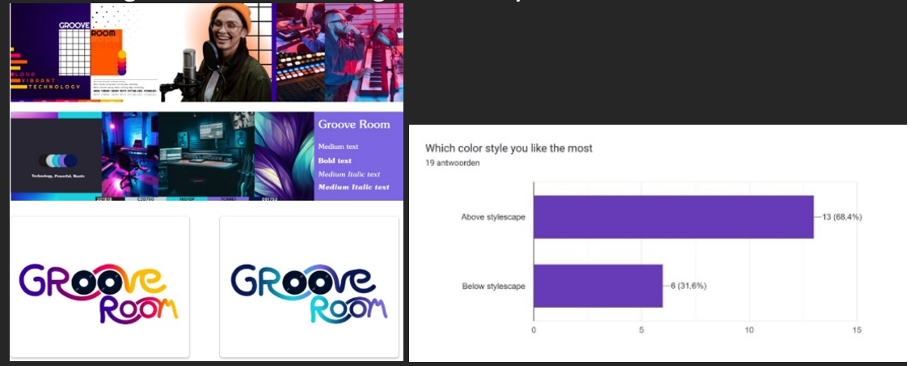 GROOVE
ROOM
LOUD
VIBRANT
TECHNOLOGY
Groove Room
Medium text
Bold text
Medium Italic text
Medium Italic text
Technology, Powerful, Music
GROOVE
ROOM
GROOVE
ROOM
Which color style you like the most
19 antwoorden
Above stylescape
13 (68,4%)
Below stylescape
6 (31,6%)
0
5
10
15